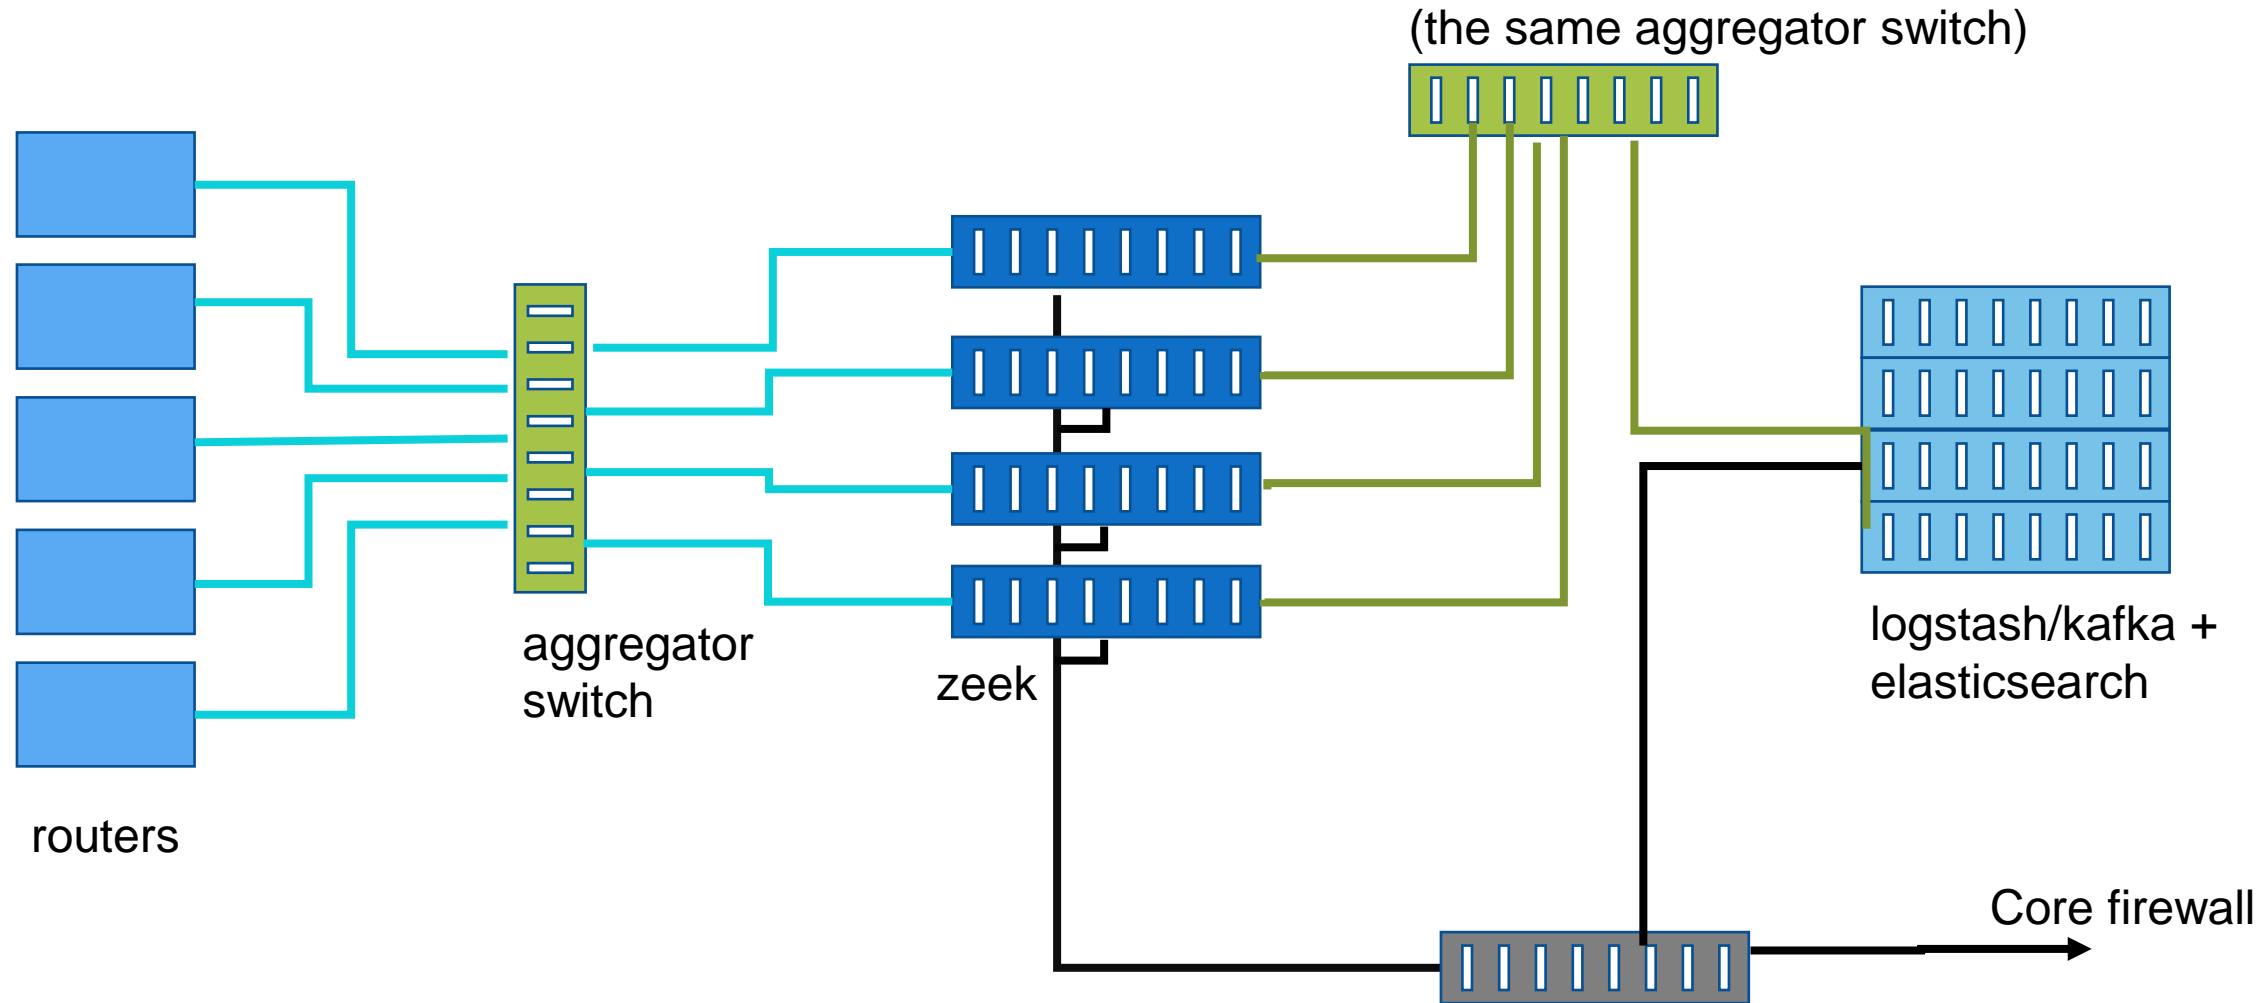 (the same aggregator switch)
aggregator
switch
zeek
logstash/kafka +
elasticsearch
routers
Core firewall